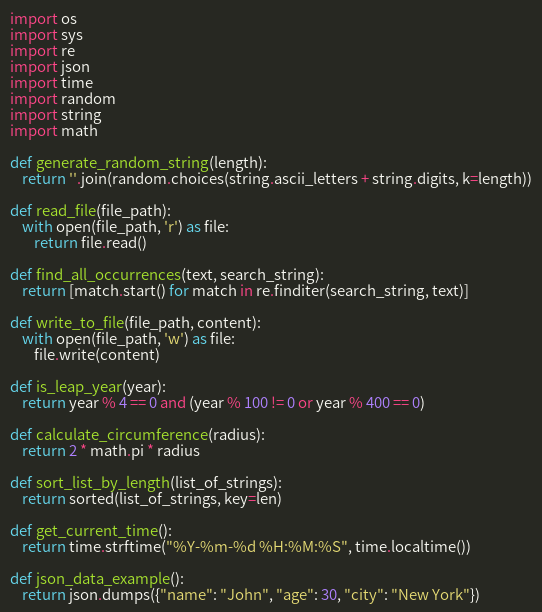 import os
import sys
import re
import json
import time
import random
import string
import math

def generate_random_string(length):
    return ''.join(random.choices(string.ascii_letters + string.digits, k=length))

def read_file(file_path):
    with open(file_path, 'r') as file:
        return file.read()

def find_all_occurrences(text, search_string):
    return [match.start() for match in re.finditer(search_string, text)]

def write_to_file(file_path, content):
    with open(file_path, 'w') as file:
        file.write(content)

def is_leap_year(year):
    return year % 4 == 0 and (year % 100 != 0 or year % 400 == 0)

def calculate_circumference(radius):
    return 2 * math.pi * radius

def sort_list_by_length(list_of_strings):
    return sorted(list_of_strings, key=len)

def get_current_time():
    return time.strftime("%Y-%m-%d %H:%M:%S", time.localtime())

def json_data_example():
    return json.dumps({"name": "John", "age": 30, "city": "New York"})